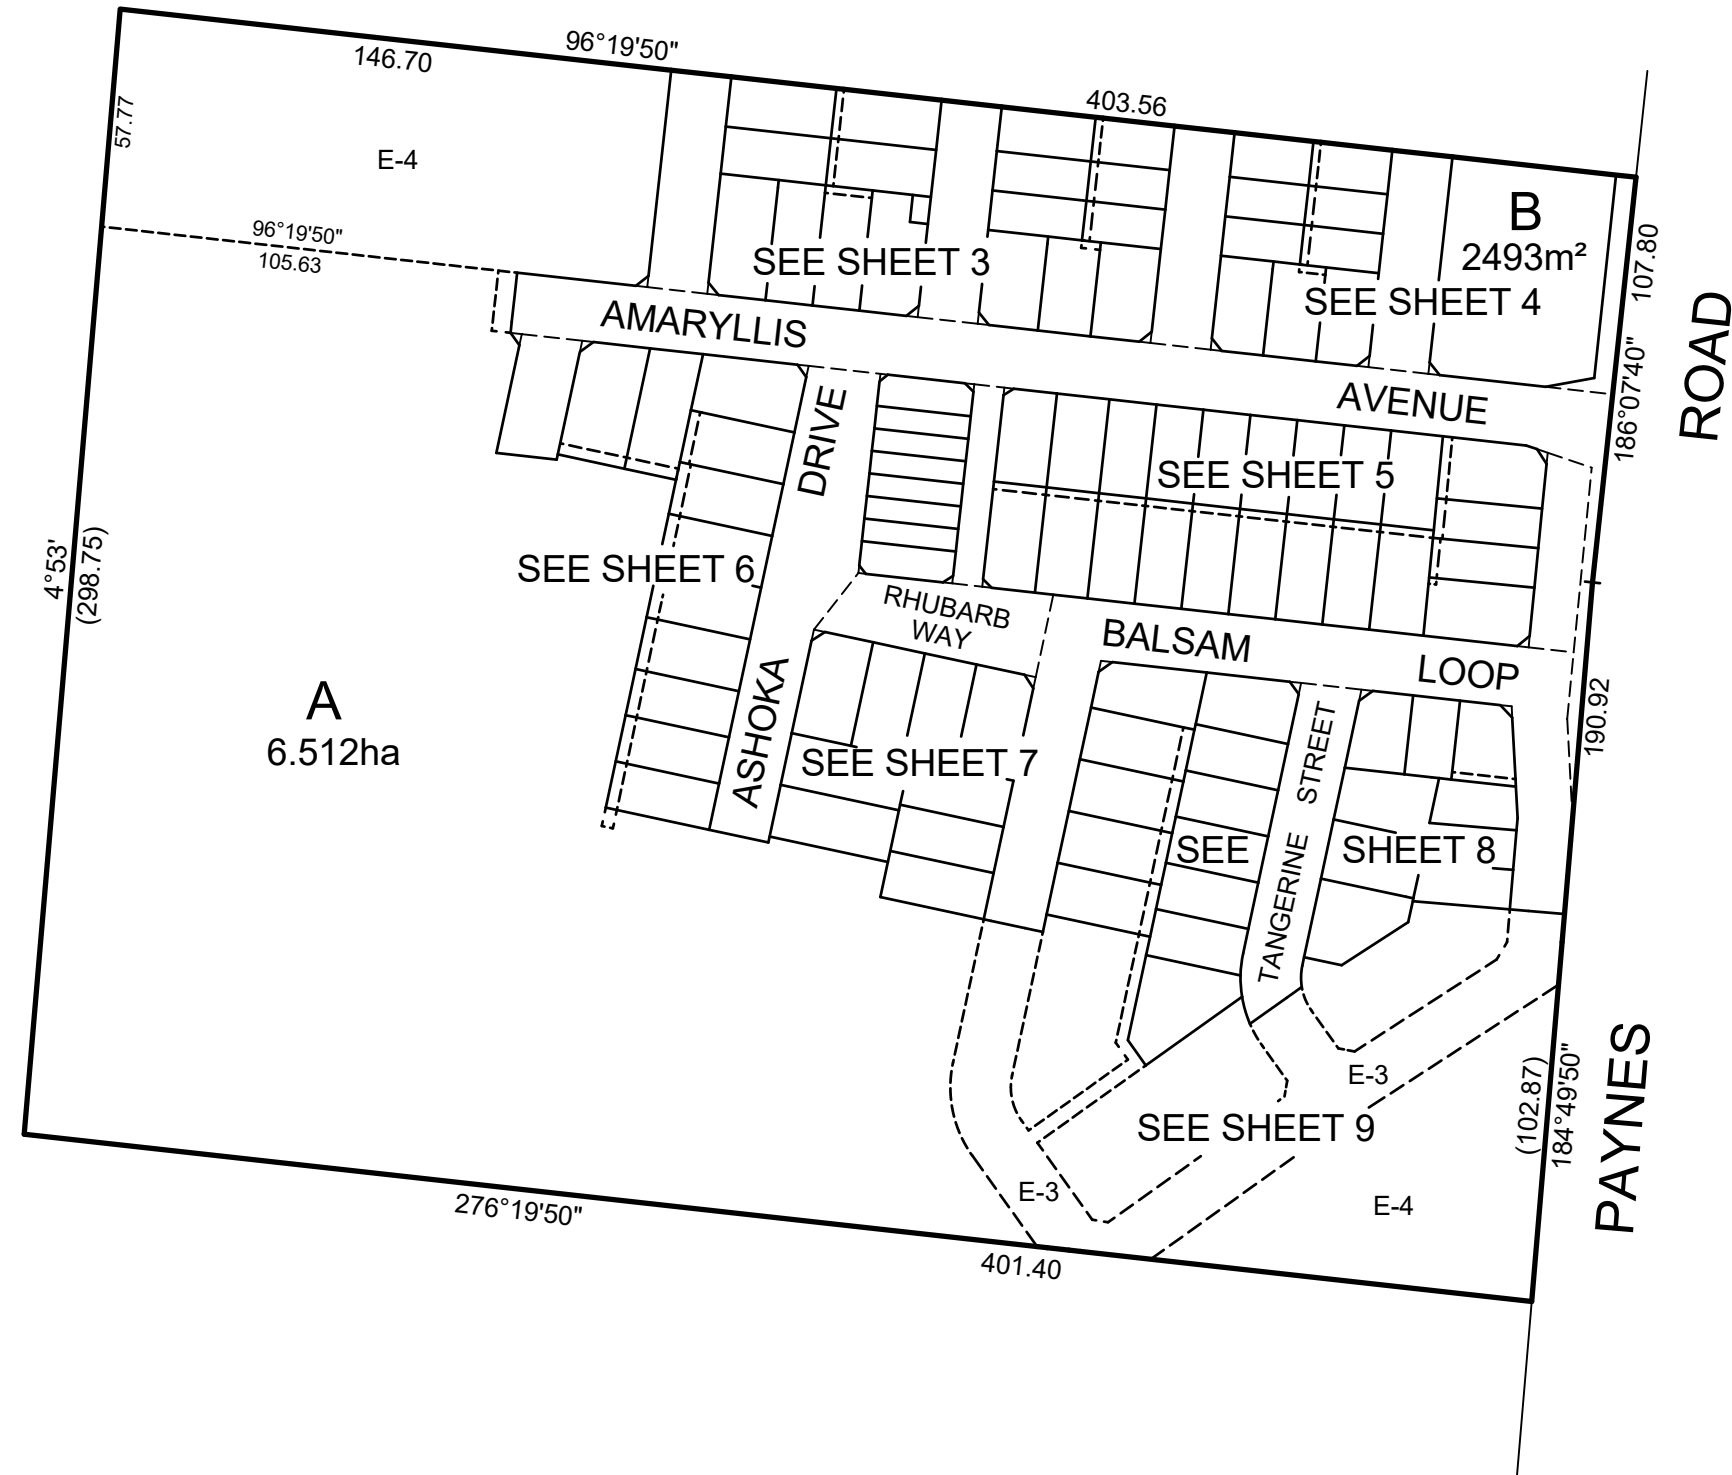 96°19'50"
146.70
403.56
57.77
E-4
96°19'50"
105.63
B
2493m²
107.80
SEE SHEET 3
SEE SHEET 4
AMARYLLIS
AVENUE
186°07'40"
ROAD
DRIVE
SEE SHEET 5
4°53'
(298.75)
SEE SHEET 6
RHUBARB
WAY
BALSAM
LOOP
A
6.512ha
ASHOKA
SEE SHEET 7
190.92
TANGERINE STREET
SEE SHEET 8
E-3
(102.87)
184°49'50"
PAYNES
SEE SHEET 9
E-3
E-4
276°19'50"
401.40